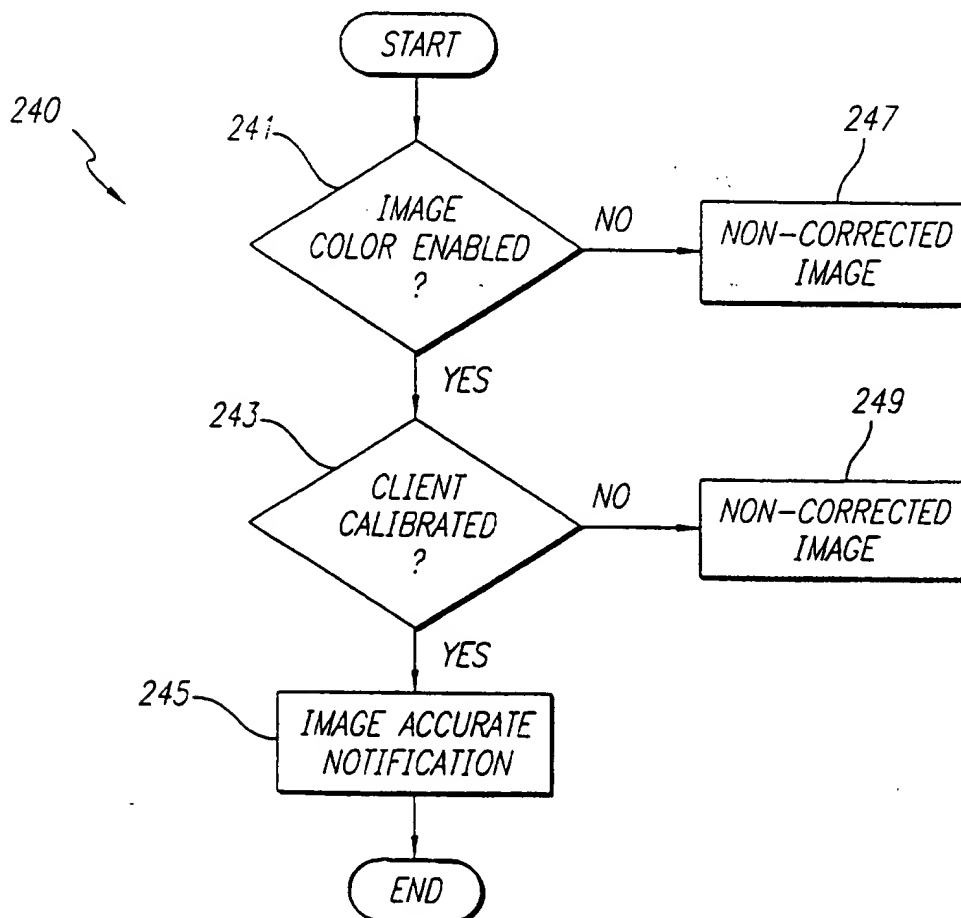 START
240
241
IMAGE
COLOR ENABLED
?
NO
247
NON-CORRECTED
IMAGE
YES
243
CLIENT
CALIBRATED
?
NO
249
NON-CORRECTED
IMAGE
YES
245
IMAGE ACCURATE
NOTIFICATION
END